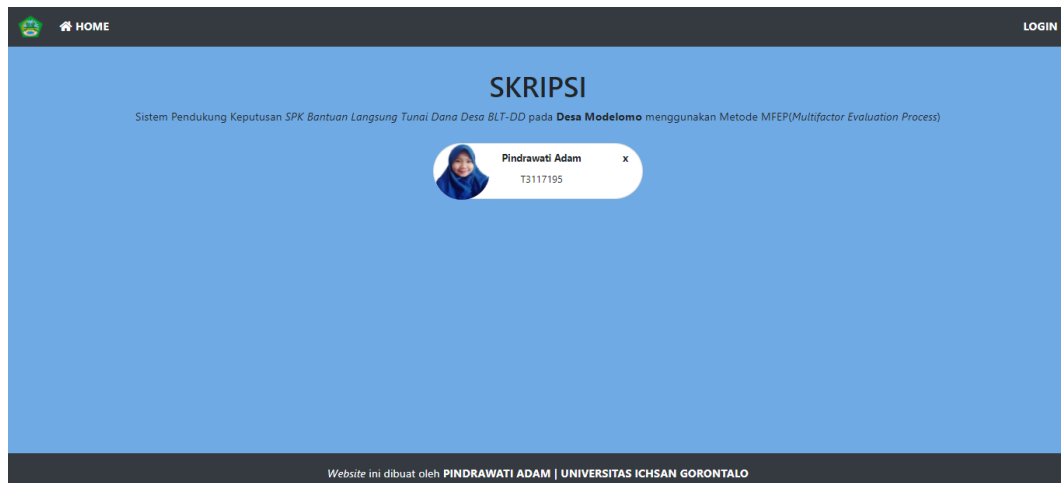 HOME
LOGIN
SKRIPSI
Sistem Pendukung Keputusan SPK Bantuan Langsung Tunai Dana Desa BLT-DD pada Desa Modelomo menggunakan Metode MFEP(Multifactor Evaluation Process)
Pindrawati Adam x
T3117195
Website ini dibuat oleh PINDRAWATI ADAM | UNIVERSITAS ICHSAN GORONTALO